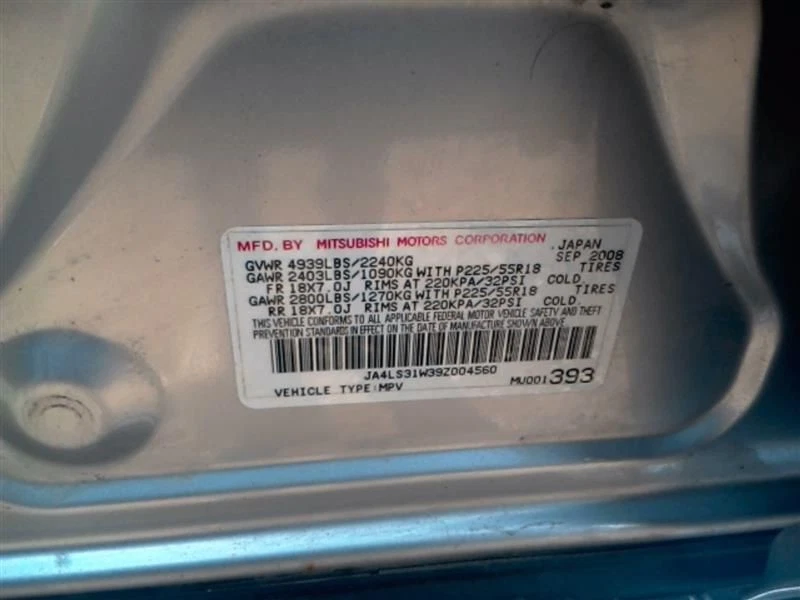 MFD. BY MITSUBISHI MOTORS CORPORATION JAPAN
GVWR 4939LBS/2240KG SEP 2008
GAWR 2403LBS/1090KG WITH P225/55R18 TIRES
FR 18X7.0J RIMS AT 220KPA/32PSI COLD.
GAWR 2800LBS/1270KG WITH P225/55R18 TIRES
RR 18X7.0J RIMS AT 220KPA/32PSI COLD.
THIS VEHICLE CONFORMS TO ALL APPLICABLE FEDERAL MOTOR VEHICLE SAFETY AND THEFT
PREVENTION STANDARDS IN EFFECT ON THE DATE OF MANUFACTURE SHOWN ABOVE.
JA4LS31W39Z004560
VEHICLE TYPE:MPV MU001393